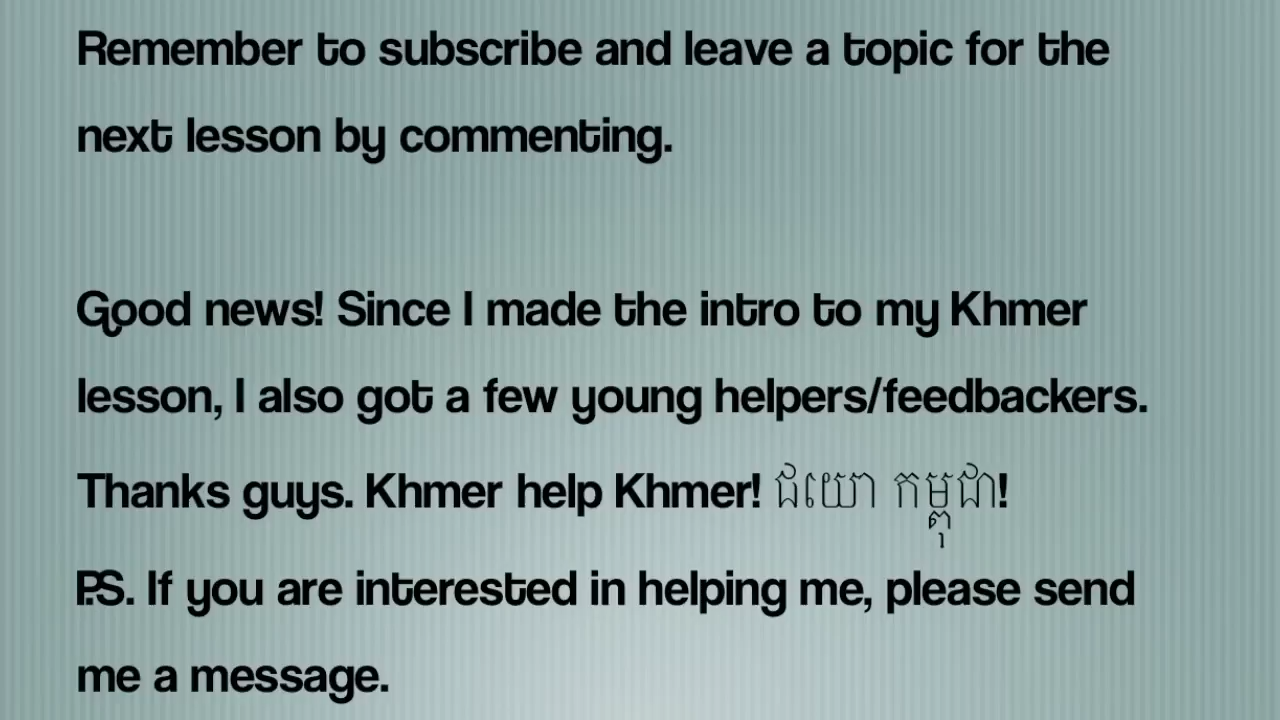 Remember to subscribe and leave a topic for the
next lesson by commenting.
Good news! Since I made the intro to my Khmer
lesson, I also got a few young helpers/feedbackers.
Thanks guys. Khmer help Khmer! ជយោ កម្ពុជា!
P.S. If you are interested in helping me, please send
me a message.